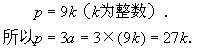 p = 9k（k为整数）.
所以p = 3a = 3×(9k) = 27k.